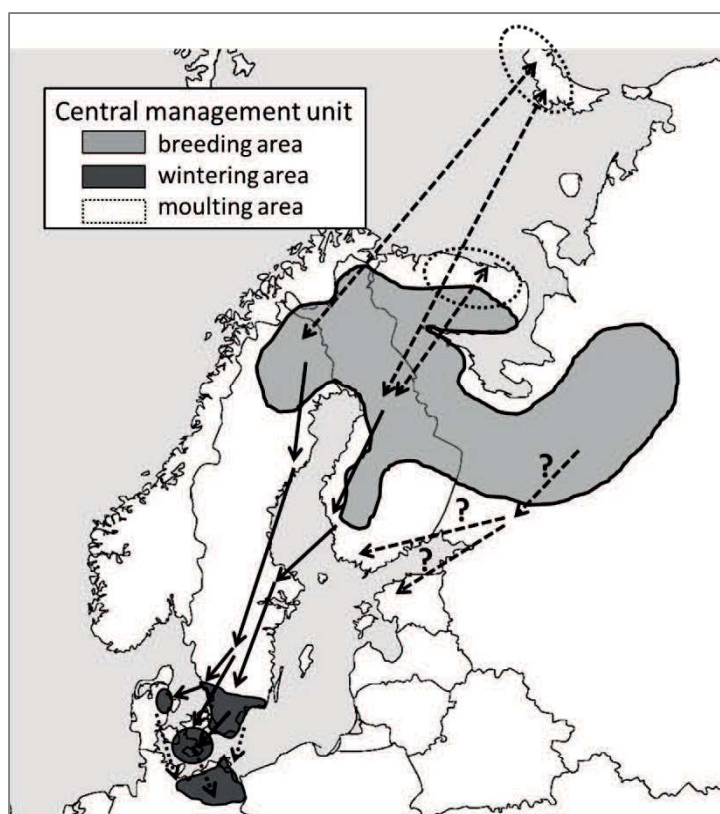 Central management unit
breeding area
wintering area
moulting area
?
?
?